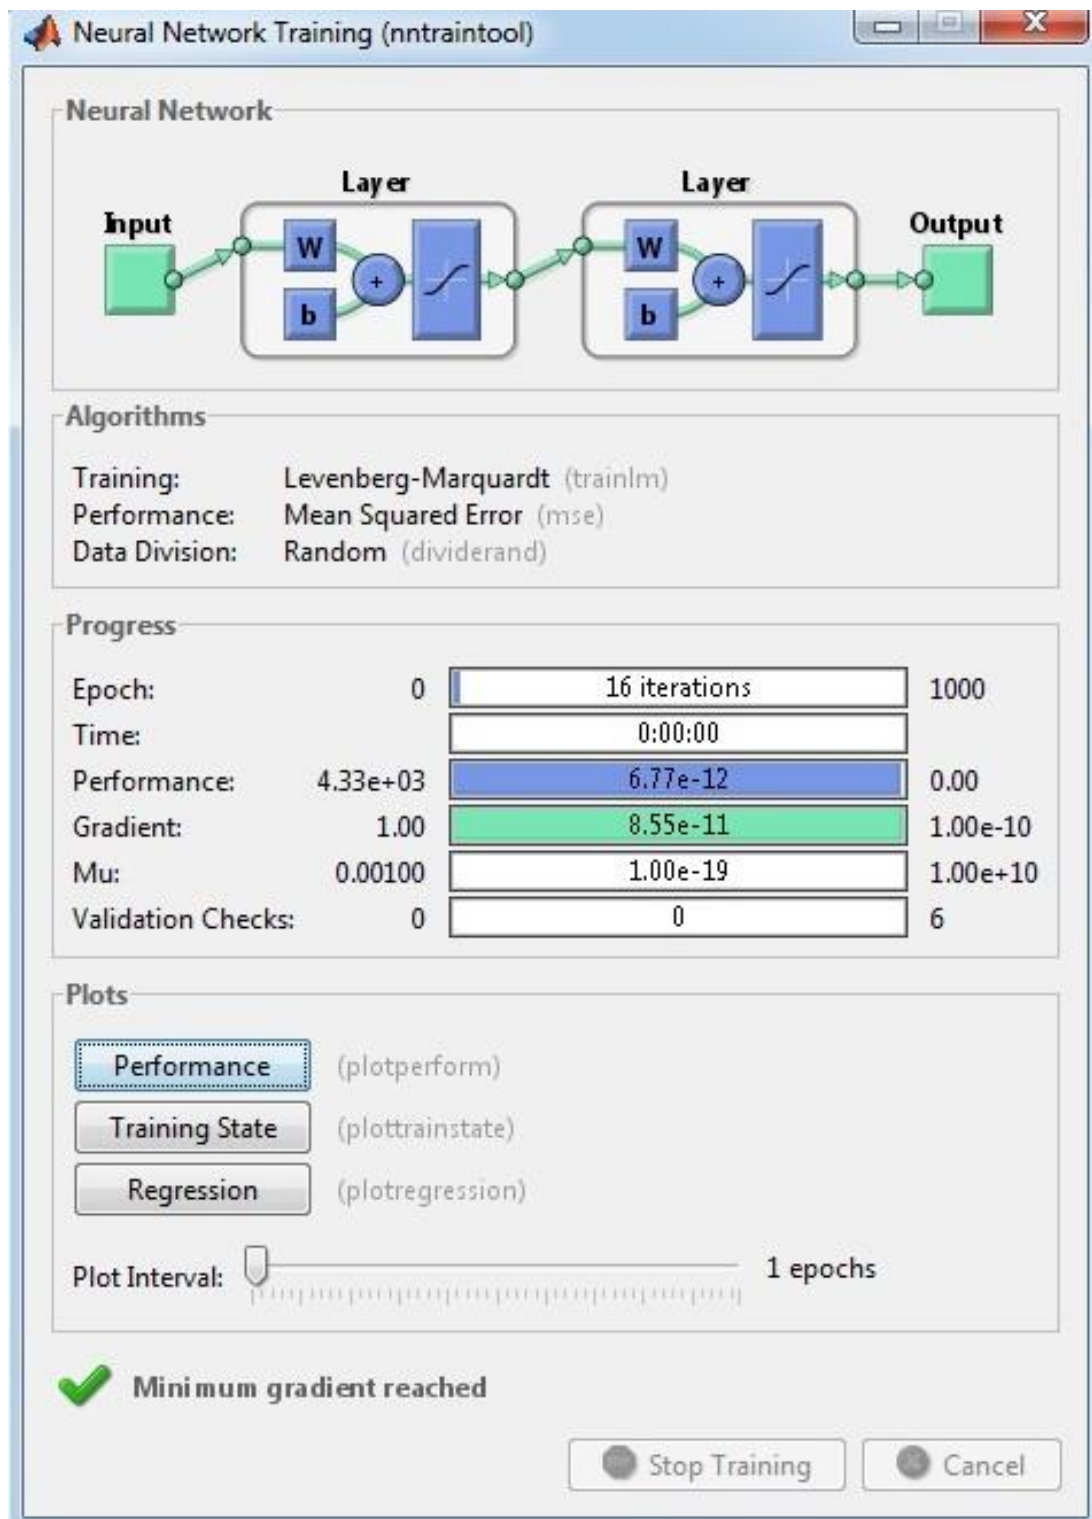 Neural Network Training (nntraintool)
Neural Network
Layer Layer
Input Output
W W
+ +
b b
Algorithms
Training: Levenberg-Marquardt (trainlm)
Performance: Mean Squared Error (mse)
Data Division: Random (dividerand)
Progress
Epoch: 0 16 iterations 1000
Time: 0:00:00
Performance: 4.33e+03 6.77e-12 0.00
Gradient: 1.00 8.55e-11 1.00e-10
Mu: 0.00100 1.00e-19 1.00e+10
Validation Checks: 0 0 6
Plots
Performance (plotperform)
Training State (plottrainstate)
Regression (plotregression)
Plot Interval: 1 epochs
Minimum gradient reached
Stop Training Cancel